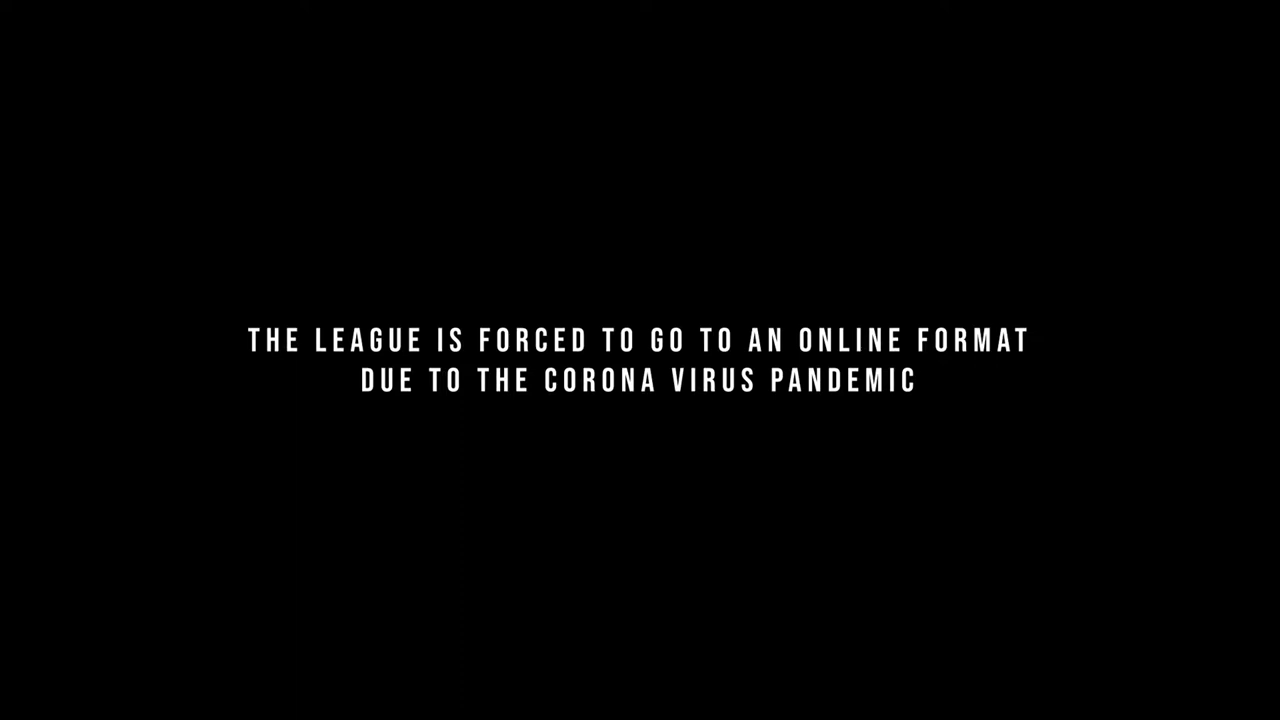 THE LEAGUE IS FORCED TO GO TO AN ONLINE FORMAT
DUE TO THE CORONA VIRUS PANDEMIC